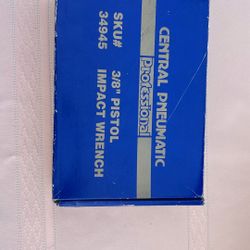 CENTRAL PNEUMATIC
Professional
3/8" PISTOL
IMPACT WRENCH
SKU#
34945